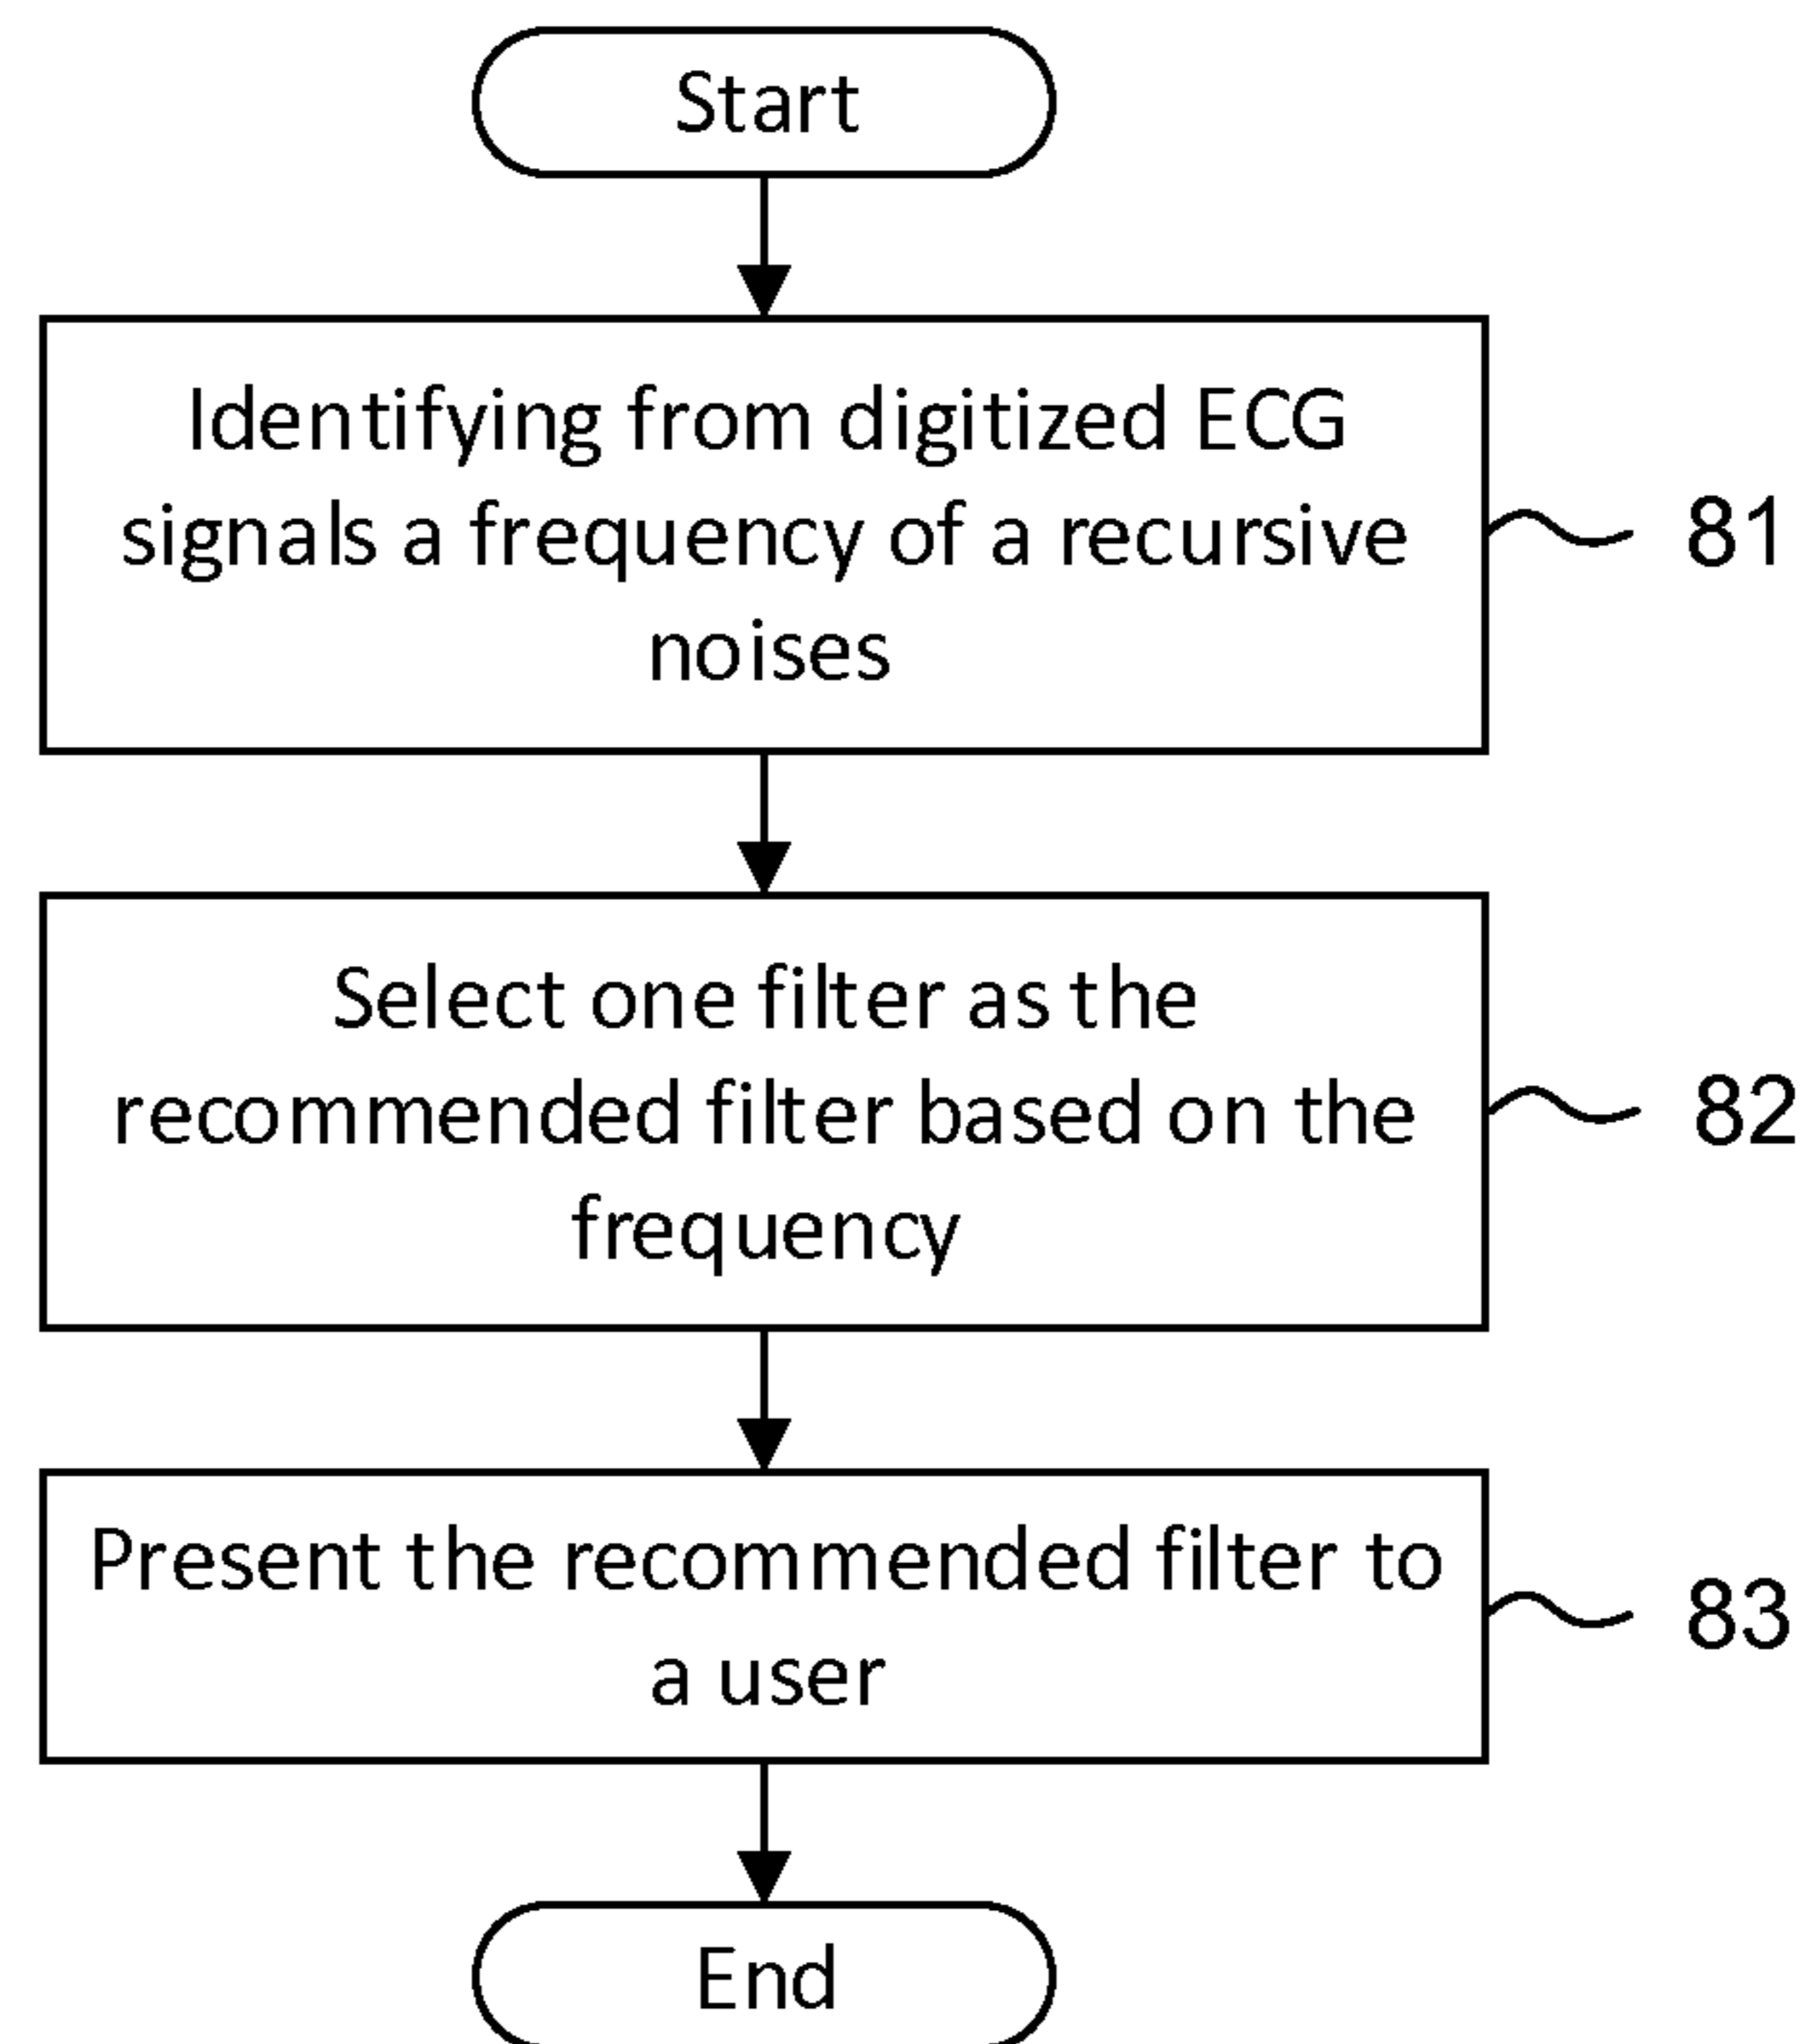 Start
Identifying from digitized ECG
signals a frequency of a recursive
noises
81
Select one filter as the
recommended filter based on the
frequency
82
Present the recommended filter to
a user
83
End